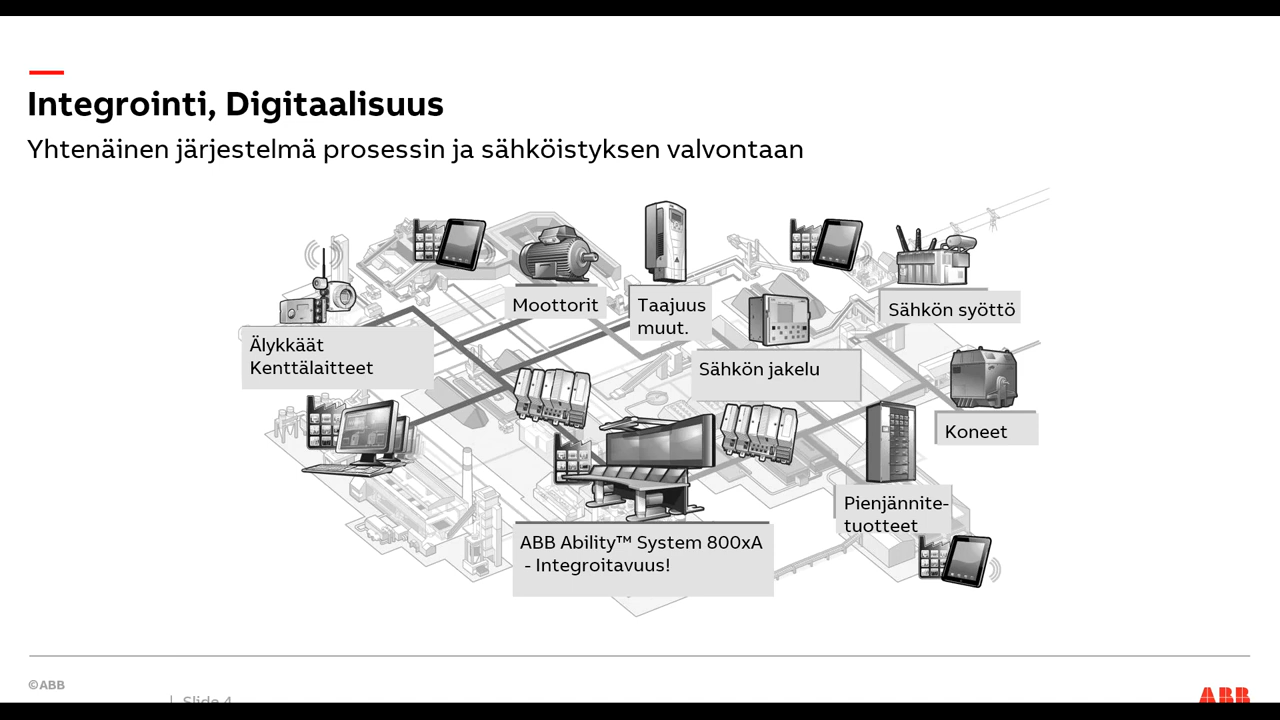 Integrointi, Digitaalisuus
Yhtenäinen järjestelmä prosessin ja sähköistyksen valvontaan
Moottorit
Taajuus
muut.
Sähkön syöttö
Älykkäät
Kenttälaitteet
Sähkön jakelu
Koneet
Pienjännite-
tuotteet
ABB Ability™ System 800xA
- Integroitavuus!
©ABB
| Slide 4
ABB